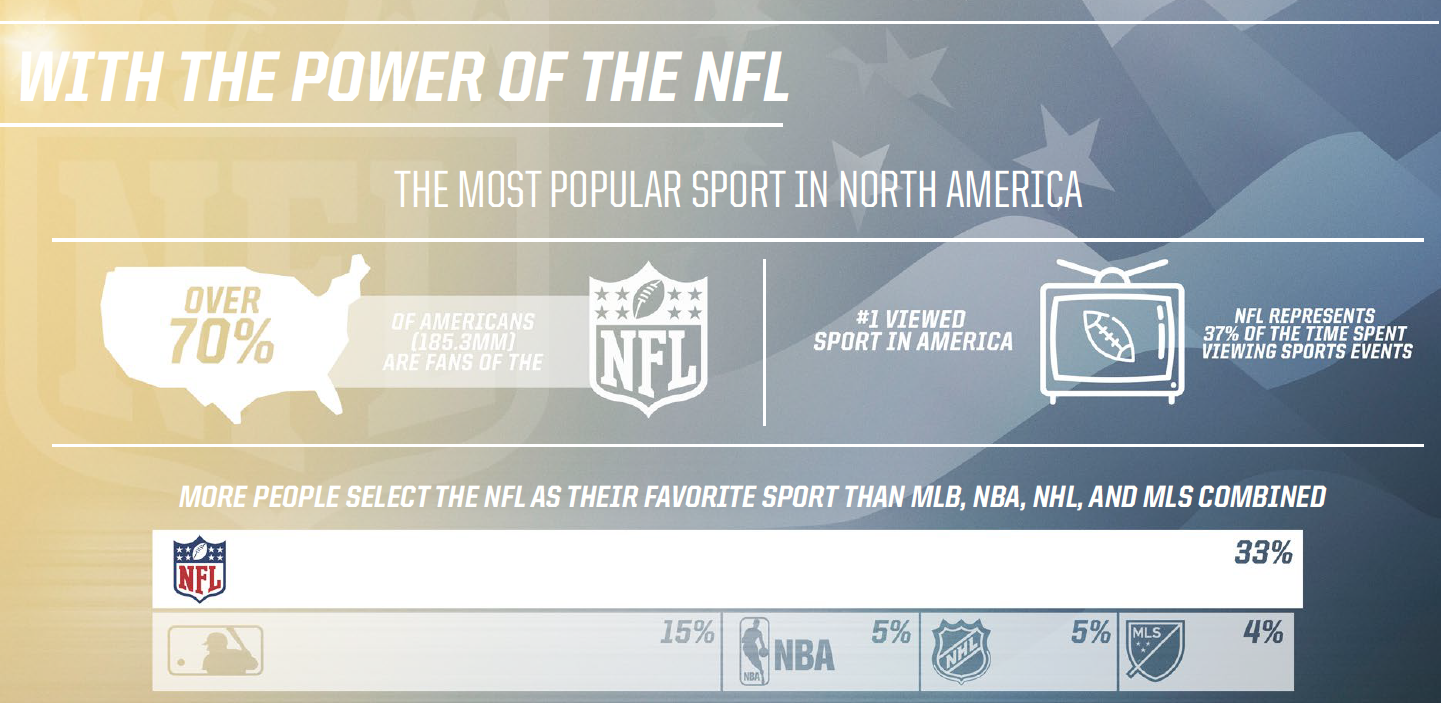 WITH THE POWER OF THE NFL
THE MOST POPULAR SPORT IN NORTH AMERICA
OVER
70%
OF AMERICANS
(185.3MM)
ARE FANS OF THE
NFL
#1 VIEWED
SPORT IN AMERICA
NFL REPRESENTS
37% OF THE TIME SPENT
VIEWING SPORTS EVENTS
MORE PEOPLE SELECT THE NFL AS THEIR FAVORITE SPORT THAN MLB, NBA, NHL, AND MLS COMBINED
NFL
33%
15%
NBA
NBA
5%
NHL
5%
MLS
4%